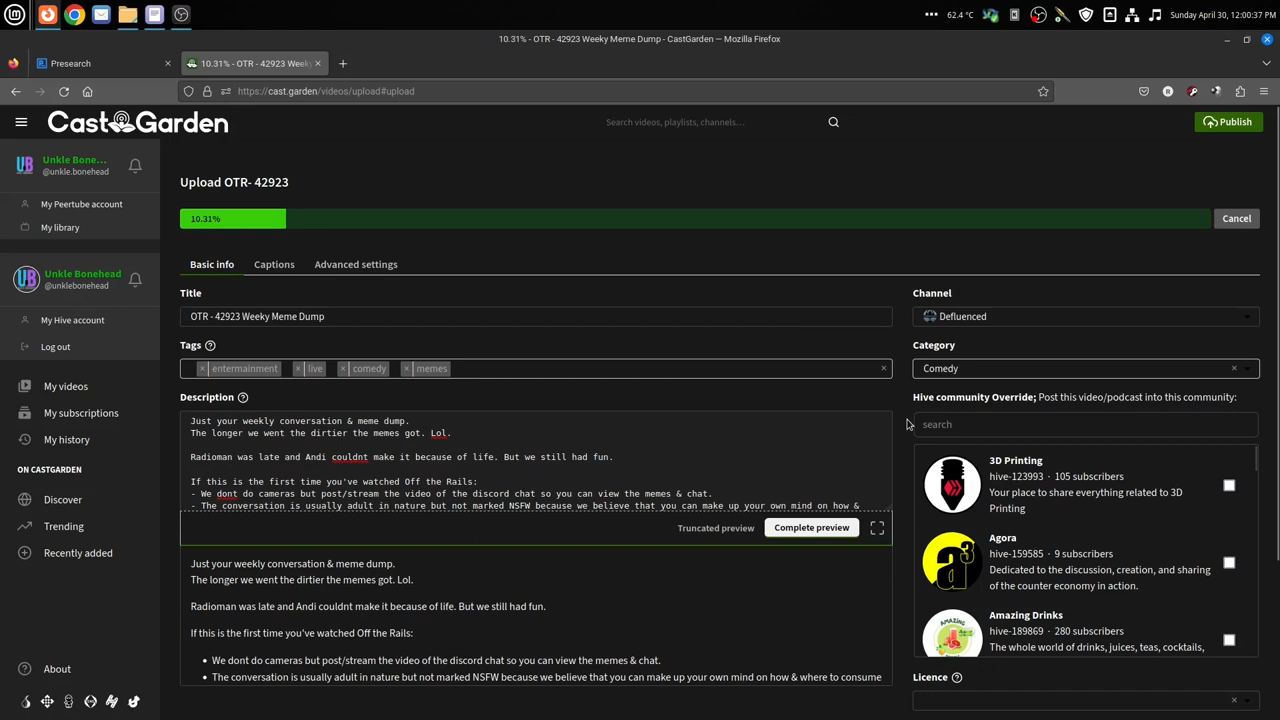 62.4 °C
Sunday April 30, 12:00:37 PM
10.31% - OTR - 42923 Weeky Meme Dump - CastGarden — Mozilla Firefox
Presearch
10.31% - OTR - 42923 Weeky
https://cast.garden/videos/upload#upload
CastGarden
Search videos, playlists, channels…
Publish
Unkle Bone...
@unkle.bonehead
My Peertube account
My library
Unkle Bonehead
@unklebonehead
My Hive account
Log out
My videos
My subscriptions
My history
ON CASTGARDEN
Discover
Trending
Recently added
About
Upload OTR- 42923
10.31%
Cancel
Basic info
Captions
Advanced settings
Title
OTR - 42923 Weeky Meme Dump
Tags
× entermainment × live × comedy × memes
Description
Just your weekly conversation & meme dump.
The longer we went the dirtier the memes got. Lol.
Radioman was late and Andi couldnt make it because of life. But we still had fun.
If this is the first time you've watched Off the Rails:
- We dont do cameras but post/stream the video of the discord chat so you can view the memes & chat.
- The conversation is usually adult in nature but not marked NSFW because we believe that you can make up your own mind on how &
Truncated preview
Complete preview
Just your weekly conversation & meme dump.
The longer we went the dirtier the memes got. Lol.
Radioman was late and Andi couldnt make it because of life. But we still had fun.
If this is the first time you've watched Off the Rails:
• We dont do cameras but post/stream the video of the discord chat so you can view the memes & chat.
• The conversation is usually adult in nature but not marked NSFW because we believe that you can make up your own mind on how & where to consume
Channel
Defluenced
Category
Comedy
Hive community Override; Post this video/podcast into this community:
search
3D Printing
hive-123993 · 105 subscribers
Your place to share everything related to 3D
Printing
Agora
hive-159585 · 9 subscribers
Dedicated to the discussion, creation, and sharing
of the counter economy in action.
Amazing Drinks
hive-189869 · 280 subscribers
The whole world of drinks, juices, teas, cocktails,
Licence